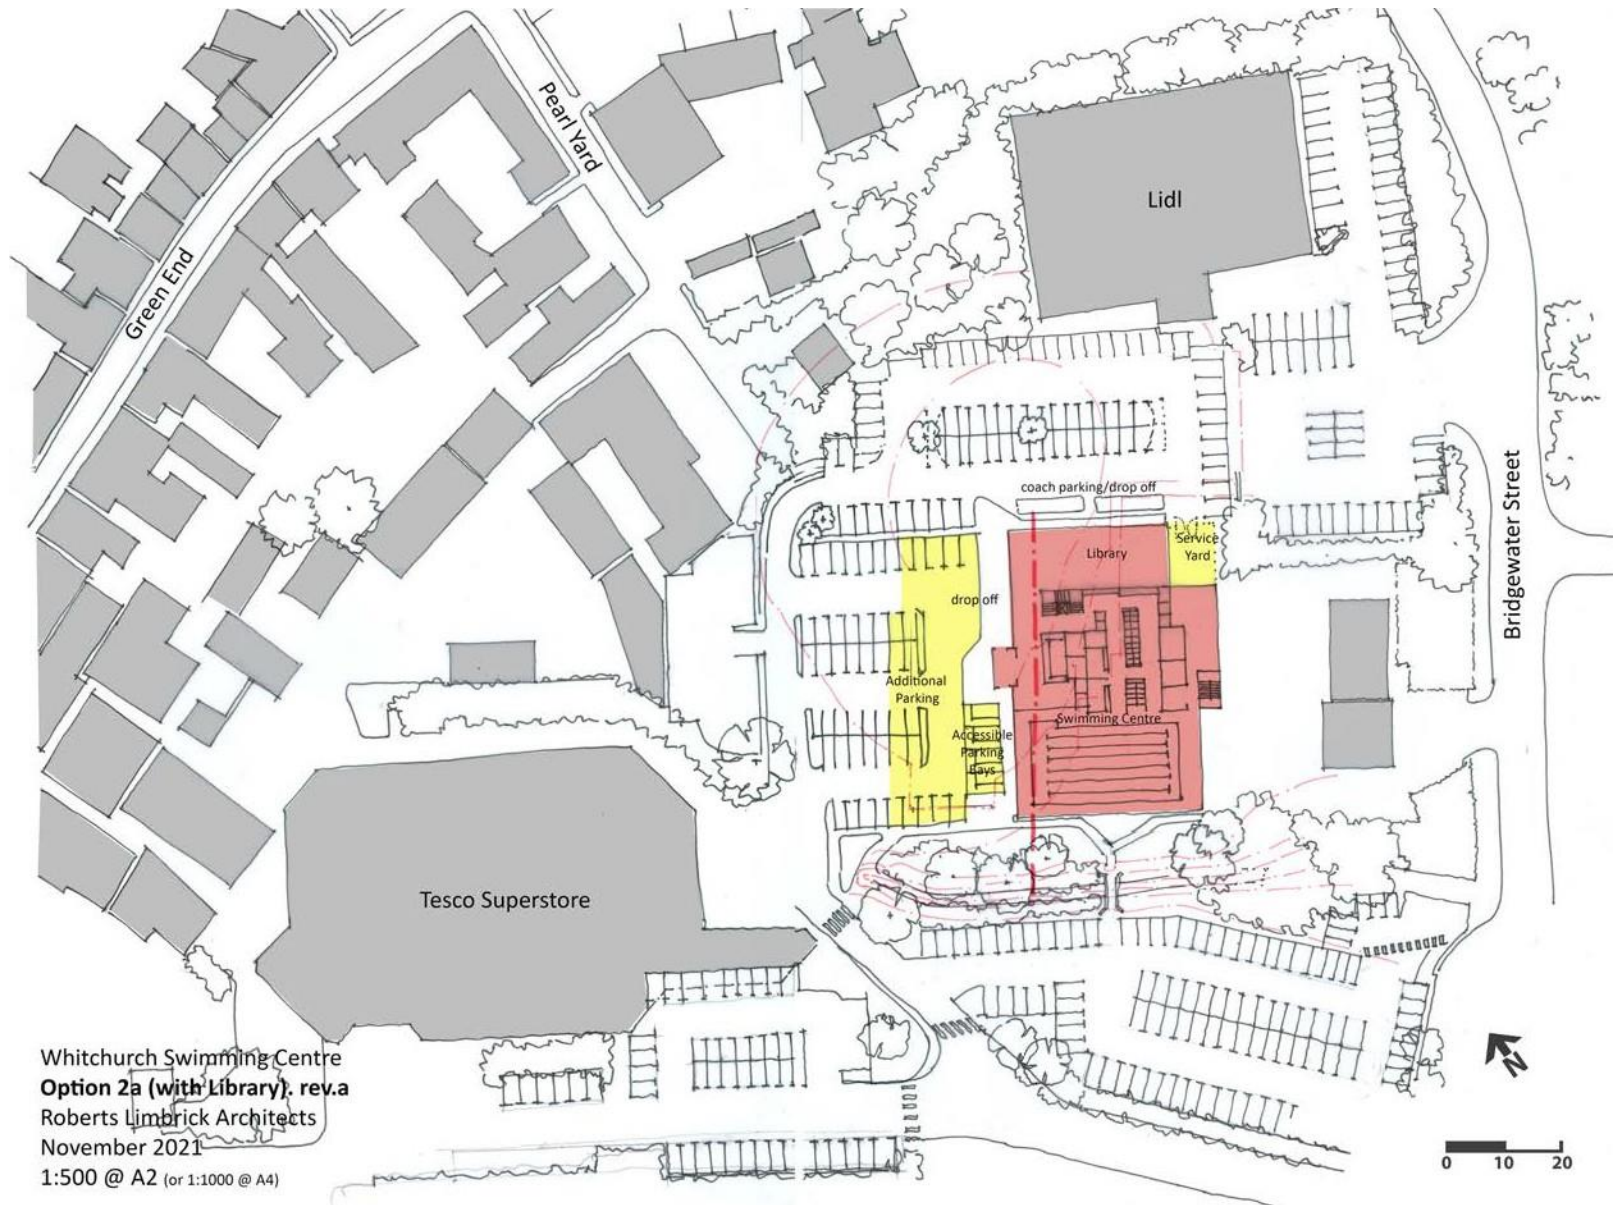 Pearl Yard
Green End
Lidl
coach parking/drop off
Library
Service
Yard
drop off
Bridgewater Street
Additional
Parking
Accessible
Parking
Bays
Swimming Centre
Tesco Superstore
Whitchurch Swimming Centre
Option 2a (with Library). rev.a
Roberts Limbrick Architects
November 2021
1:500 @ A2 (or 1:1000 @ A4)
N
0 10 20